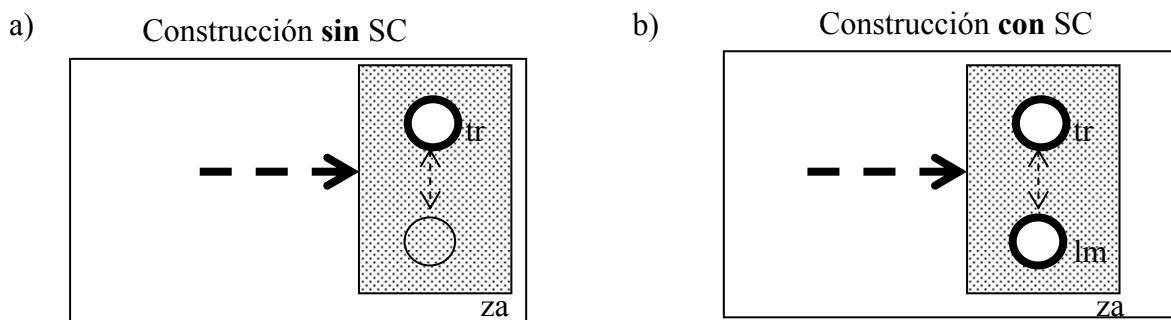 a)
Construcción sin SC
tr
za
b)
Construcción con SC
tr
lm
za